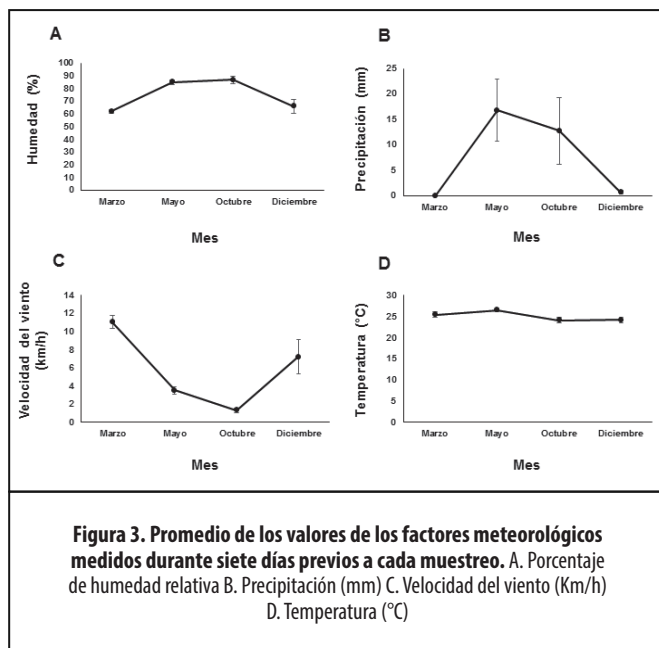 A
Humedad (%)
100
90
80
70
60
50
40
30
20
10
0
Marzo Mayo Octubre Diciembre
Mes
B
Precipitación (mm)
25
20
15
10
5
0
Marzo Mayo Octubre Diciembre
Mes
C
Velocidad del viento
(km/h)
14
12
10
8
6
4
2
0
Marzo Mayo Octubre Diciembre
Mes
D
Temperatura (°C)
30
25
20
15
10
5
0
Marzo Mayo Octubre Diciembre
Mes
Figura 3. Promedio de los valores de los factores meteorológicos
medidos durante siete días previos a cada muestreo. A. Porcentaje
de humedad relativa B. Precipitación (mm) C. Velocidad del viento (Km/h)
D. Temperatura (°C)